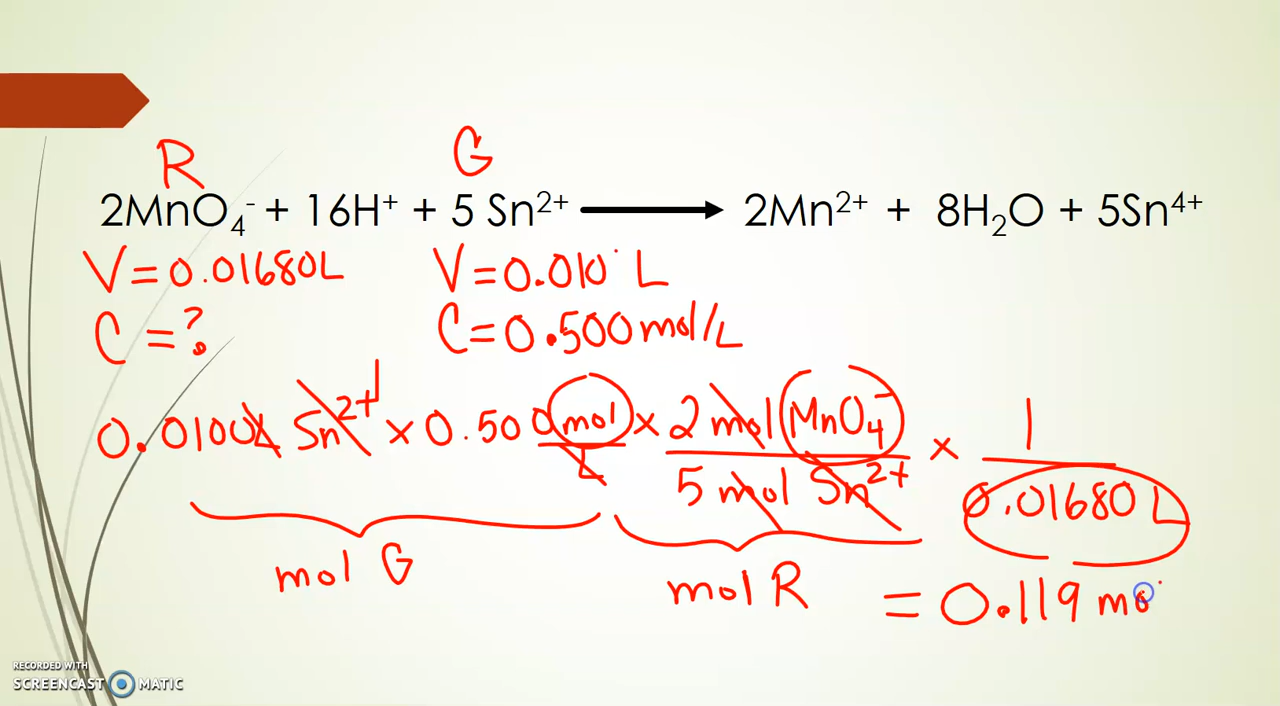 R G
2MnO₄⁻ + 16H⁺ + 5 Sn²⁺ → 2Mn²⁺ + 8H₂O + 5Sn⁴⁺
V = 0.01680L V = 0.010 L
C = ? C = 0.500 mol/L
0.0100L Sn²⁺ × 0.500 mol/L × 2 mol MnO₄⁻/5 mol Sn²⁺ × 1/0.01680 L
mol G mol R = 0.119 mo
RECORDED WITH
SCREENCAST MATIC